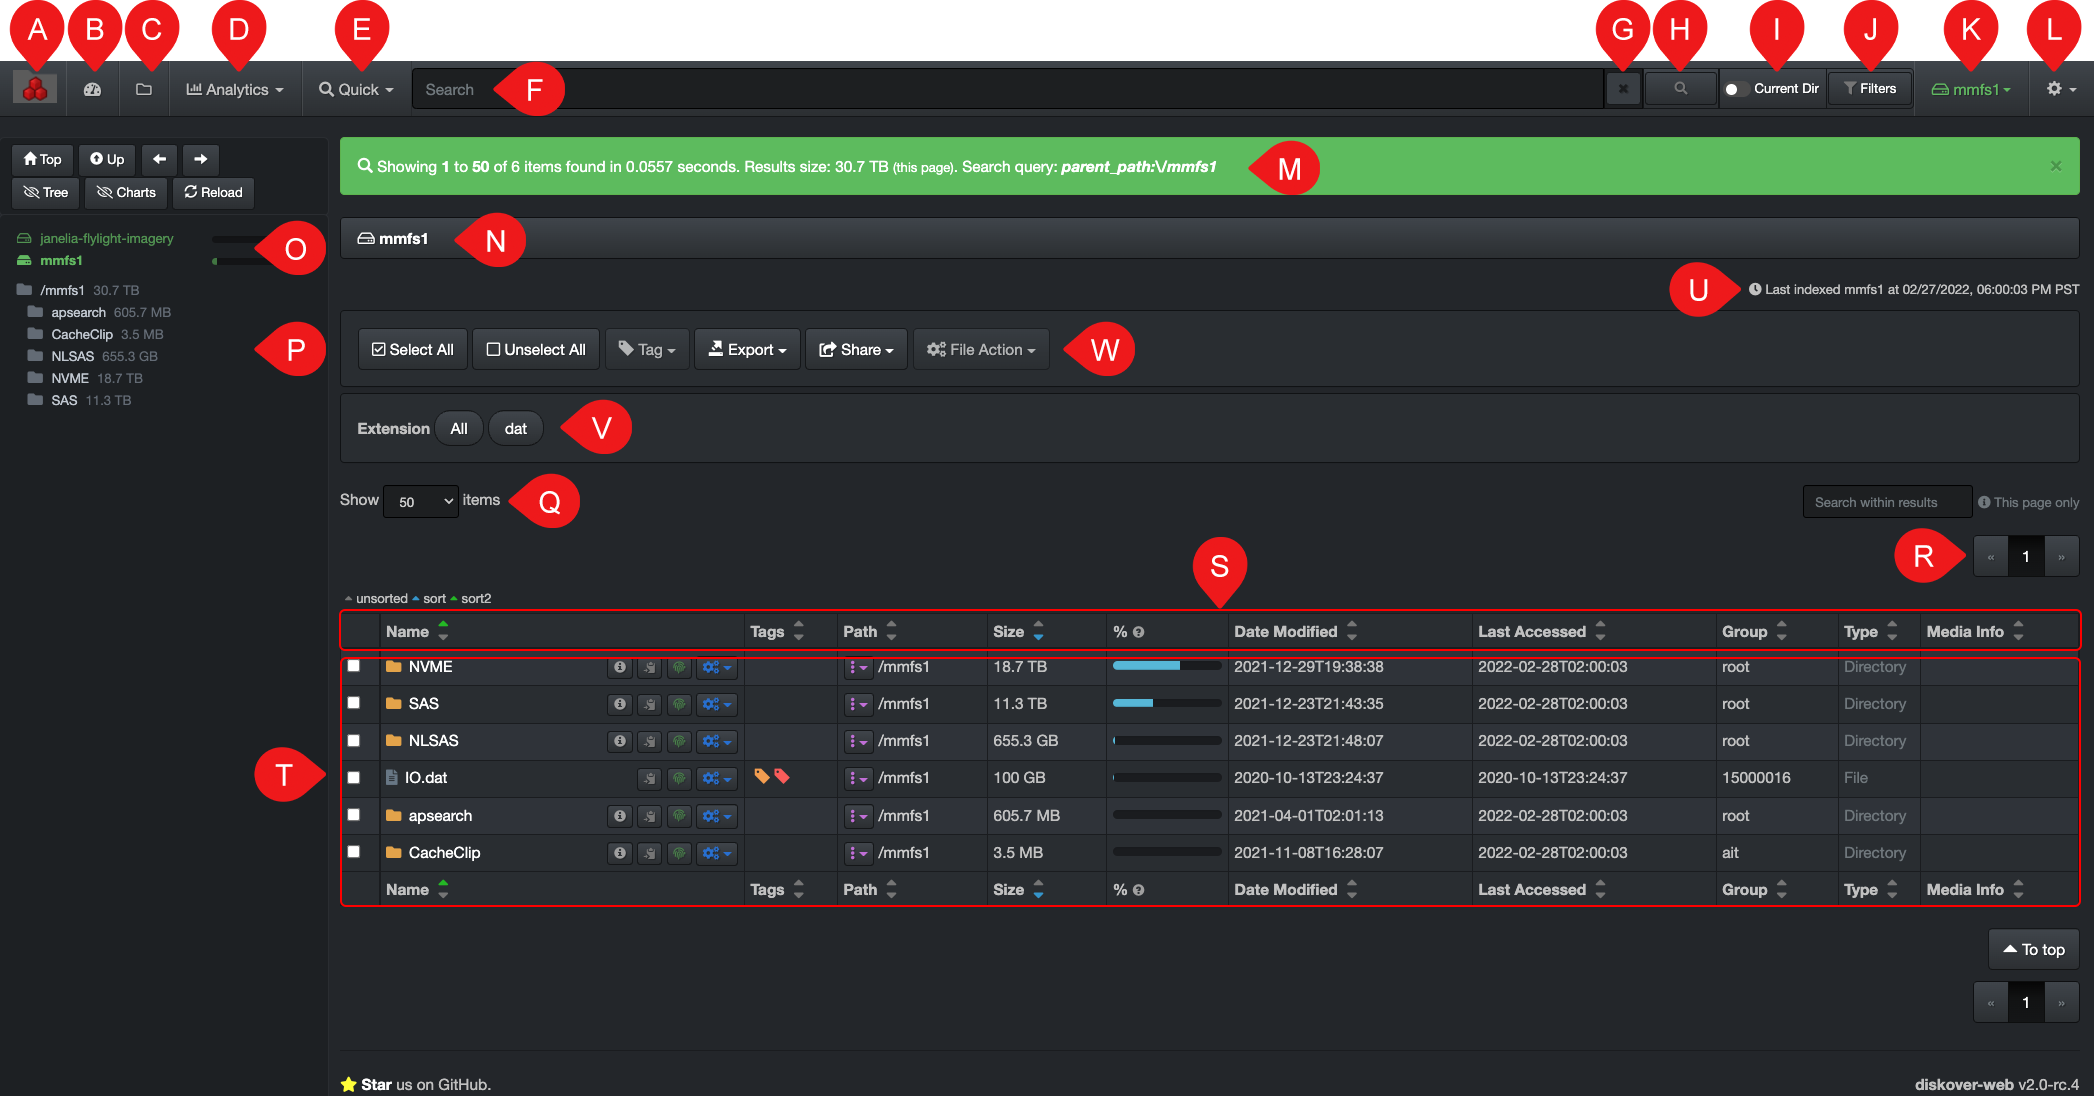 A B C D E G H I J K L
Analytics Quick Search F Current Dir Filters mmfs1
Top Up
Tree Charts Reload
Showing 1 to 50 of 6 items found in 0.0557 seconds. Results size: 30.7 TB (this page). Search query: parent_path:\/mmfs1 M ×
janelia-flylight-imagery O
mmfs1
mmfs1 N
/mmfs1 30.7 TB
apsearch 605.7 MB
CacheClip 3.5 MB
NLSAS 655.3 GB
NVME 18.7 TB
SAS 11.3 TB
P
U Last indexed mmfs1 at 02/27/2022, 06:00:03 PM PST
Select All Unselect All Tag Export Share File Action W
Extension All dat V
Show 50 items Q
Search within results This page only
R « 1 »
S
unsorted sort sort2
Name Tags Path Size % Date Modified Last Accessed Group Type Media Info
NVME /mmfs1 18.7 TB 2021-12-29T19:38:38 2022-02-28T02:00:03 root Directory
SAS /mmfs1 11.3 TB 2021-12-23T21:43:35 2022-02-28T02:00:03 root Directory
NLSAS /mmfs1 655.3 GB 2021-12-23T21:48:07 2022-02-28T02:00:03 root Directory
T IO.dat /mmfs1 100 GB 2020-10-13T23:24:37 2020-10-13T23:24:37 15000016 File
apsearch /mmfs1 605.7 MB 2021-04-01T02:01:13 2022-02-28T02:00:03 root Directory
CacheClip /mmfs1 3.5 MB 2021-11-08T16:28:07 2022-02-28T02:00:03 ait Directory
Name Tags Path Size % Date Modified Last Accessed Group Type Media Info
To top
« 1 »
Star us on GitHub. diskover-web v2.0-rc.4